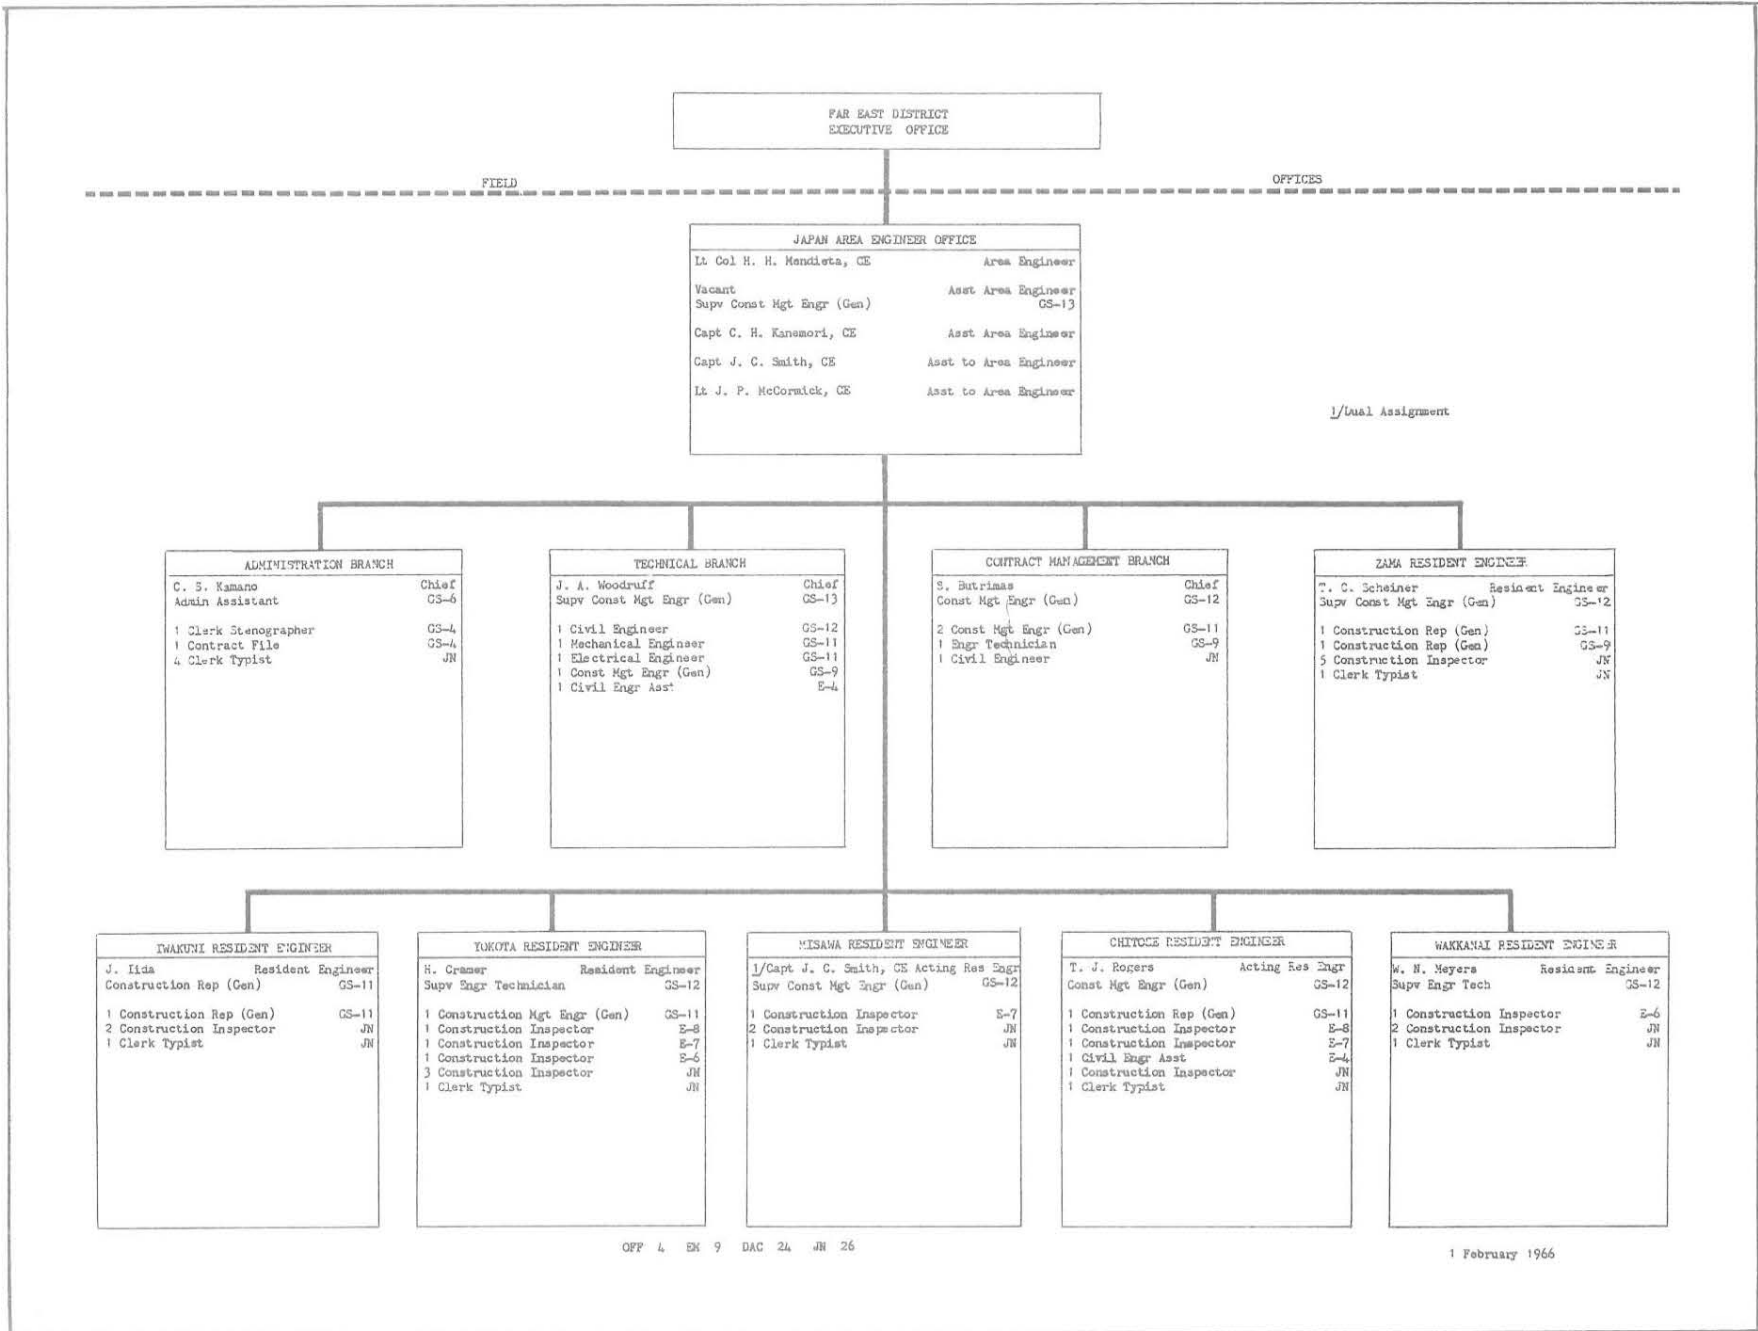 FAR EAST DISTRICT
EXECUTIVE OFFICE
FIELD OFFICES
JAPAN AREA ENGINEER OFFICE
Lt Col H. H. Mendieta, CE Area Engineer
Vacant Asst Area Engineer
Supv Const Mgt Engr (Gen) GS-13
Capt C. H. Kanemori, CE Asst Area Engineer
Capt J. C. Smith, CE Asst to Area Engineer
Lt J. P. McCormick, CE Asst to Area Engineer
1/Dual Assignment
ADMINISTRATION BRANCH
C. S. Kamano Chief
Admin Assistant GS-6
1 Clerk Stenographer GS-4
1 Contract File GS-4
4 Clerk Typist JN
TECHNICAL BRANCH
J. A. Woodruff Chief
Supv Const Mgt Engr (Gen) GS-13
1 Civil Engineer GS-12
1 Mechanical Engineer GS-11
1 Electrical Engineer GS-11
1 Const Mgt Engr (Gen) GS-9
1 Civil Engr Asst E-4
CONTRACT MANAGEMENT BRANCH
S. Butrimas Chief
Const Mgt Engr (Gen) GS-12
2 Const Mgt Engr (Gen) GS-11
1 Engr Technician GS-9
1 Civil Engineer JN
ZAMA RESIDENT ENGINEER
T. C. Scheiner Resident Engineer
Supv Const Mgt Engr (Gen) GS-12
1 Construction Rep (Gen) GS-11
1 Construction Rep (Gen) GS-9
5 Construction Inspector JN
1 Clerk Typist JN
IWAKUNI RESIDENT ENGINEER
J. Iida Resident Engineer
Construction Rep (Gen) GS-11
1 Construction Rep (Gen) GS-11
2 Construction Inspector JN
1 Clerk Typist JN
YOKOTA RESIDENT ENGINEER
H. Cramer Resident Engineer
Supv Engr Technician GS-12
1 Construction Mgt Engr (Gen) GS-11
1 Construction Inspector E-8
1 Construction Inspector E-7
1 Construction Inspector E-6
3 Construction Inspector JN
1 Clerk Typist JN
MISAWA RESIDENT ENGINEER
1/Capt J. C. Smith, CE Acting Res Engr
Supv Const Mgt Engr (Gen) GS-12
1 Construction Inspector E-7
2 Construction Inspector JN
1 Clerk Typist JN
CHITOSE RESIDENT ENGINEER
T. J. Rogers Acting Res Engr
Const Mgt Engr (Gen) GS-12
1 Construction Rep (Gen) GS-11
1 Construction Inspector E-8
1 Construction Inspector E-7
1 Civil Engr Asst E-4
1 Construction Inspector JN
1 Clerk Typist JN
WAKKANAI RESIDENT ENGINEER
W. N. Meyers Resident Engineer
Supv Engr Tech GS-12
1 Construction Inspector E-6
2 Construction Inspector JN
1 Clerk Typist JN
OFF 4 EM 9 DAC 24 JN 26
1 February 1966